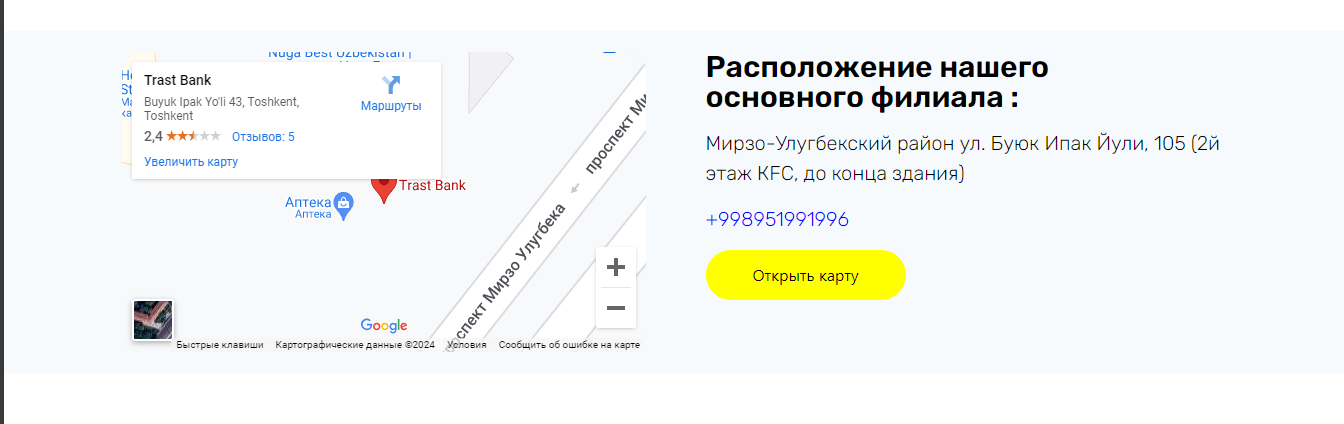 Nuga Best Uzbekistan |
Trast Bank
Buyuk Ipak Yo'li 43, Toshkent,
Toshkent
2,4 Отзывов: 5
Увеличить карту
Маршруты
Trast Bank
Аптека
Аптека
проспект Ми
проспект Мирзо Улугбека
Google
Быстрые клавиши Картографические данные ©2024 Условия Сообщить об ошибке на карте
Расположение нашего
основного филиала :
Мирзо-Улугбекский район ул. Буюк Ипак Йули, 105 (2й
этаж KFC, до конца здания)
+998951991996
Открыть карту